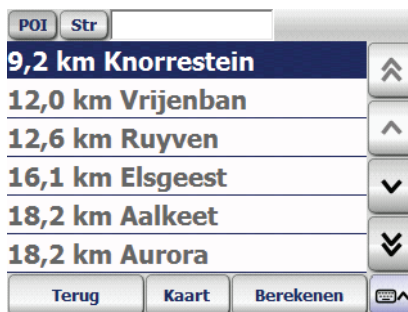 POI Str
9,2 km Knorrestein
12,0 km Vrijenban
12,6 km Ruyven
16,1 km Elsgeest
18,2 km Aalkeet
18,2 km Aurora
Terug Kaart Berekenen